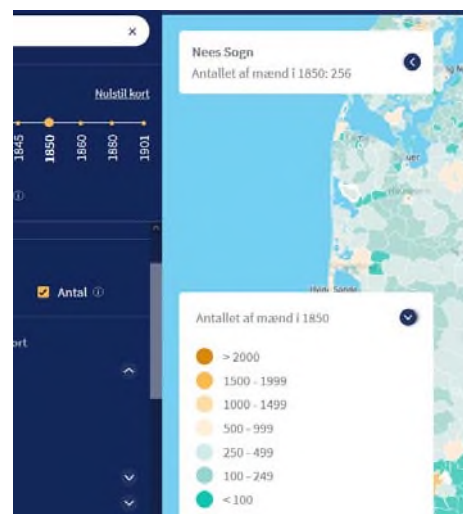 ×
Nulstil kort
1845
1850
1860
1880
1901
Antal
ort
Nees Sogn
Antallet af mænd i 1850: 256
Antallet af mænd i 1850
> 2000
1500 - 1999
1000 - 1499
500 - 999
250 - 499
100 - 249
< 100